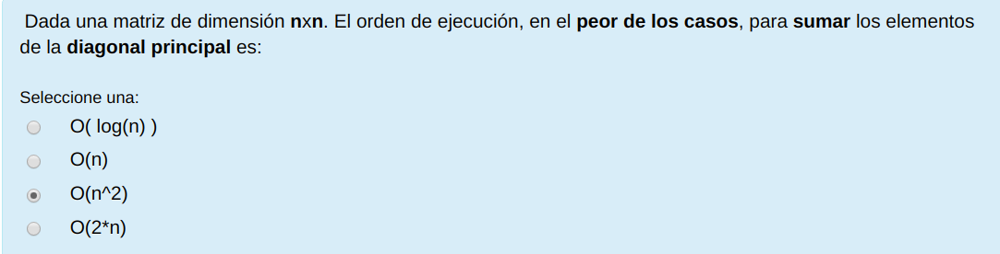 Dada una matriz de dimensión nxn. El orden de ejecución, en el peor de los casos, para sumar los elementos
de la diagonal principal es:
Seleccione una:
O( log(n) )
O(n)
O(n^2)
O(2*n)